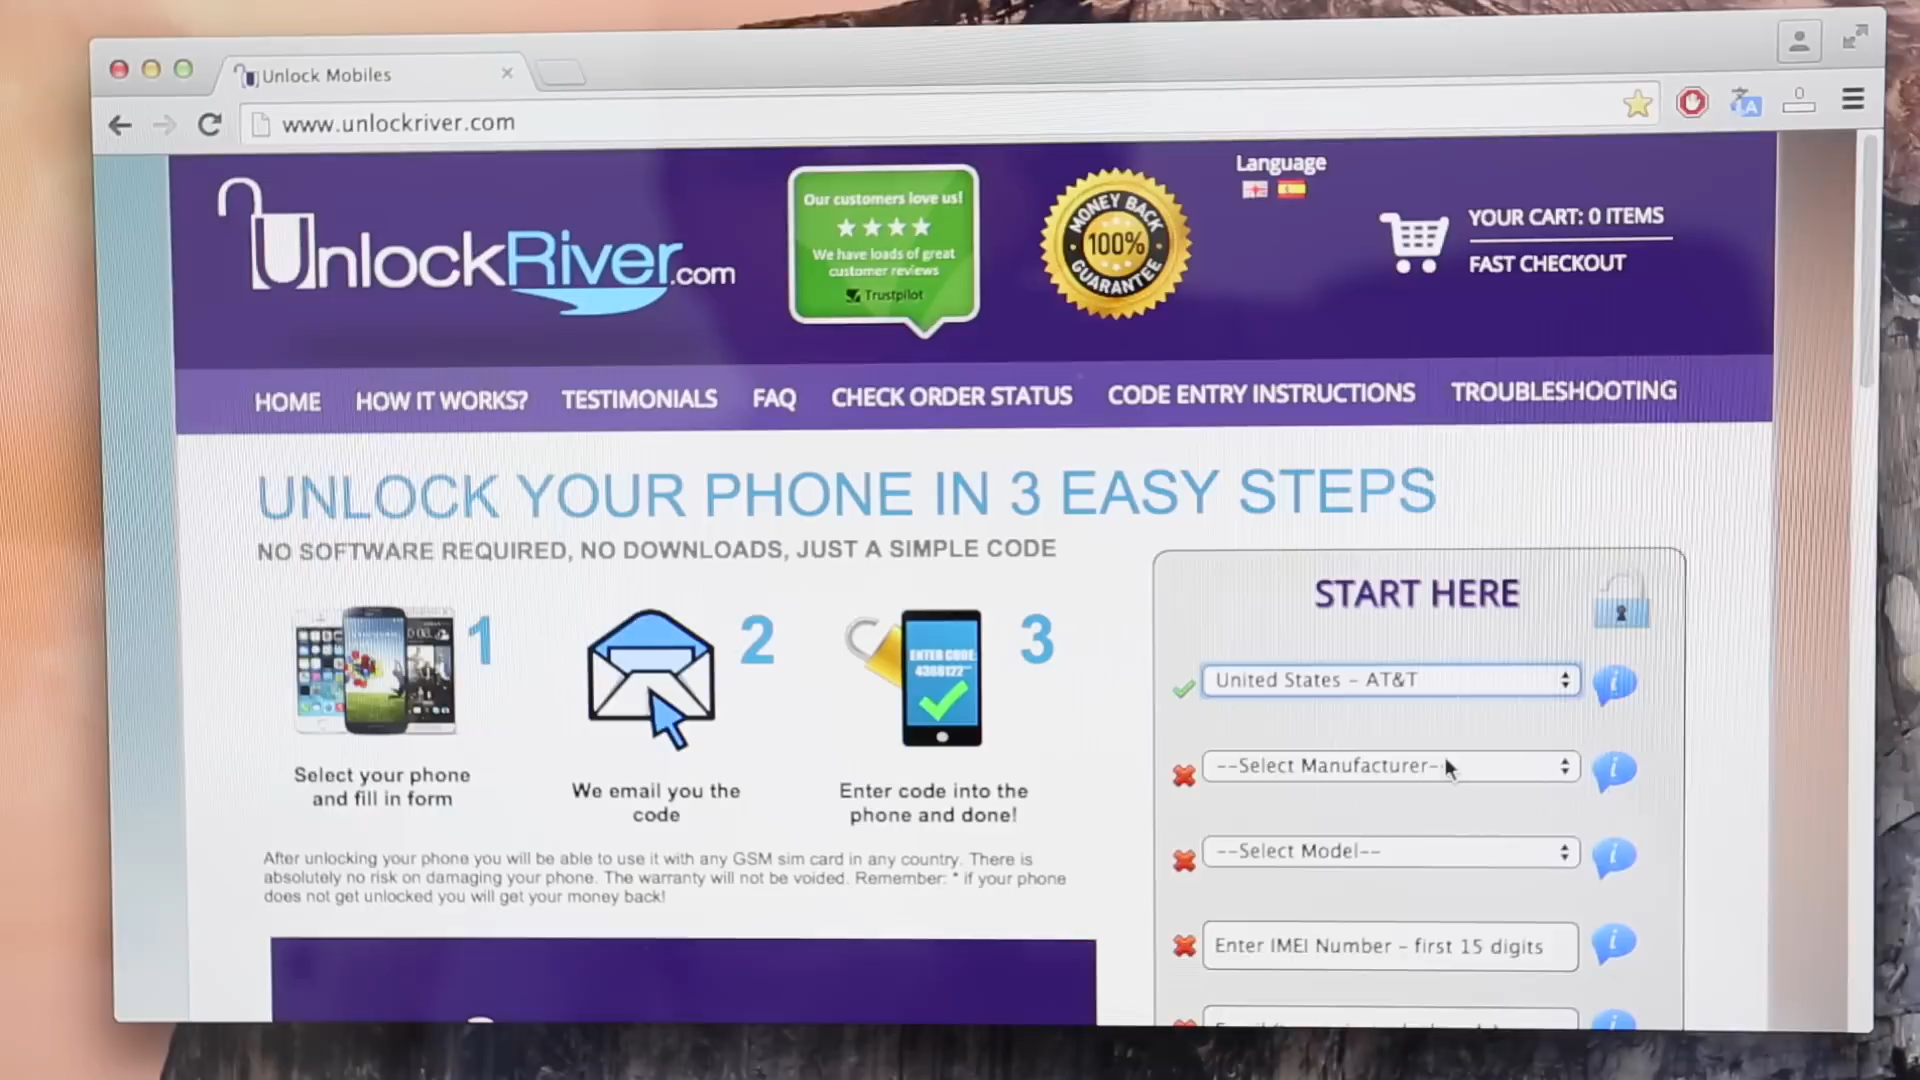 Unlock Mobiles
www.unlockriver.com
UnlockRiver.com
Our customers love us!
We have loads of great
customer reviews
Trustpilot
MONEY BACK
100%
GUARANTEE
Language
YOUR CART: 0 ITEMS
FAST CHECKOUT
0
HOME HOW IT WORKS? TESTIMONIALS FAQ CHECK ORDER STATUS CODE ENTRY INSTRUCTIONS TROUBLESHOOTING
UNLOCK YOUR PHONE IN 3 EASY STEPS
NO SOFTWARE REQUIRED, NO DOWNLOADS, JUST A SIMPLE CODE
1
Select your phone
and fill in form
2
We email you the
code
ENTER CODE:
3
Enter code into the
phone and done!
After unlocking your phone you will be able to use it with any GSM sim card in any country. There is
absolutely no risk on damaging your phone. The warranty will not be voided. Remember: * if your phone
does not get unlocked you will get your money back!
START HERE
United States - AT&T
--Select Manufacturer-
--Select Model--
Enter IMEI Number - first 15 digits